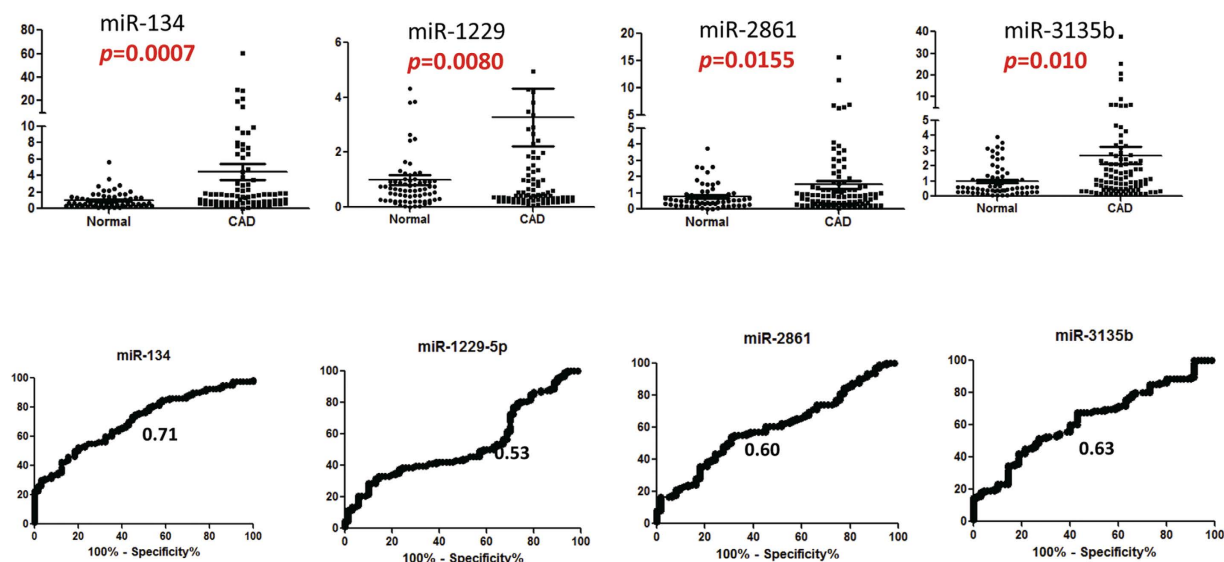 miR-134
p=0.0007
80
60
40
20
10
8
6
4
2
0
Normal
CAD
miR-1229
p=0.0080
6
4
2
0
Normal
CAD
miR-2861
p=0.0155
20
15
10
5
5
4
3
2
1
0
Normal
CAD
miR-3135b
p=0.010
40
30
20
10
5
4
3
2
1
0
Normal
CAD
miR-134
100
80
60
40
20
0
0.71
0 20 40 60 80 100
100% - Specificity%
miR-1229-5p
100
80
60
40
20
0
0.53
0 20 40 60 80 100
100% - Specificity%
miR-2861
100
80
60
40
20
0
0.60
0 20 40 60 80 100
100% - Specificity%
miR-3135b
100
80
60
40
20
0
0.63
0 20 40 60 80 100
100% - Specificity%